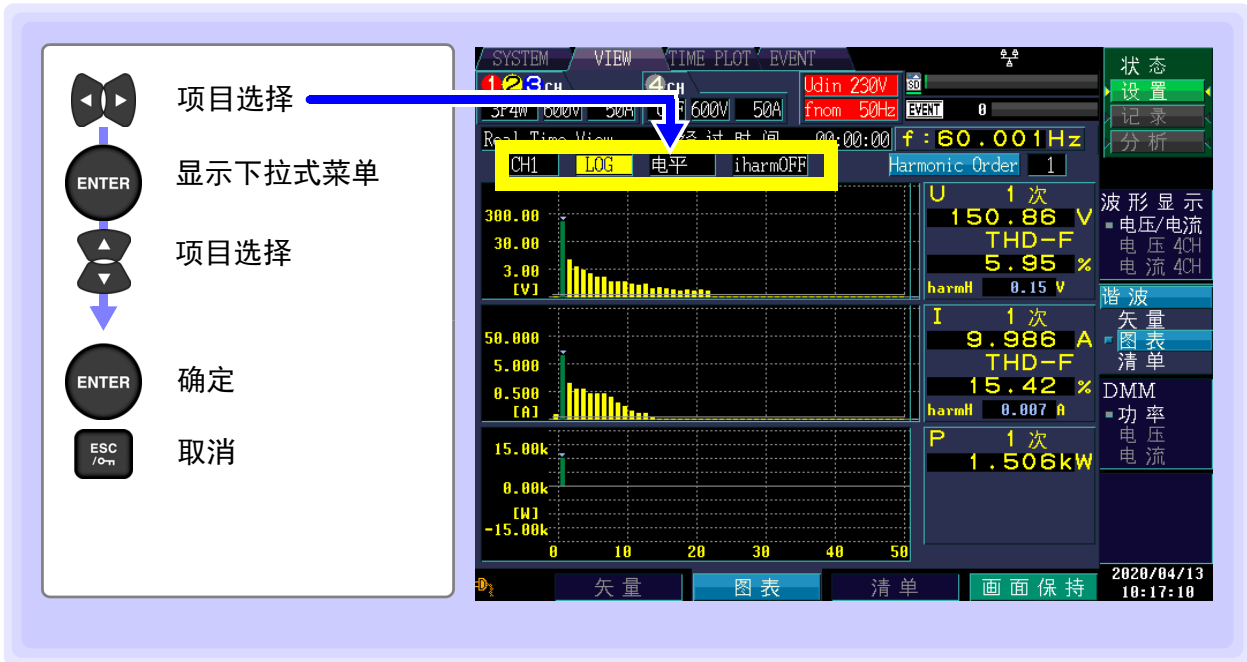 项目选择
ENTER
显示下拉式菜单
项目选择
ENTER
确定
ESC
取消
SYSTEM VIEW TIME PLOT EVENT
1 2 3 CH 4 CH Udin 230V SD
3P4W 600V 50A 600V 50A fnom 50Hz EVENT 0
Real Time View 经过时间 00:00:00 f:60.001Hz
CH1 LOG 电平 iharmOFF Harmonic Order 1
300.00
30.00
3.00
[V]
U 1次
150.86 V
THD-F
5.95 %
harmH 0.15 V
50.000
5.000
0.500
[A]
I 1次
9.986 A
THD-F
15.42 %
harmH 0.007 A
15.00k
0.00k
[W]
-15.00k
P 1次
1.506kW
0 10 20 30 40 50
矢量 图表 清单 画面保持
状态
设置
记录
分析
波形显示
电压/电流
电压 4CH
电流 4CH
谐波
矢量
图表
清单
DMM
功率
电压
电流
2020/04/13
10:17:10